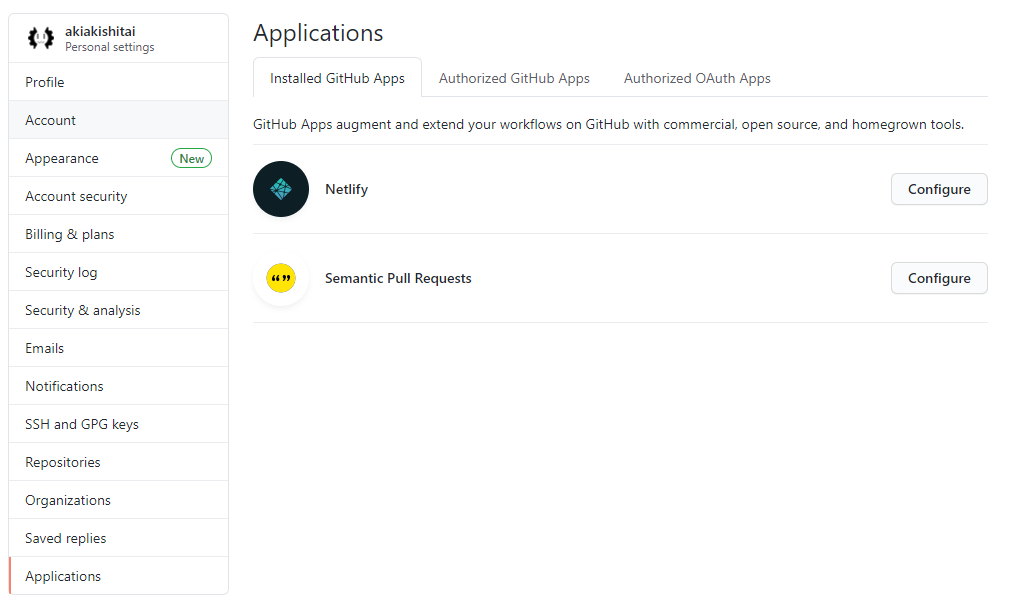 akiakishitai
Personal settings
Profile
Account
Appearance New
Account security
Billing & plans
Security log
Security & analysis
Emails
Notifications
SSH and GPG keys
Repositories
Organizations
Saved replies
Applications
Applications
Installed GitHub Apps Authorized GitHub Apps Authorized OAuth Apps
GitHub Apps augment and extend your workflows on GitHub with commercial, open source, and homegrown tools.
Netlify Configure
“” Semantic Pull Requests Configure